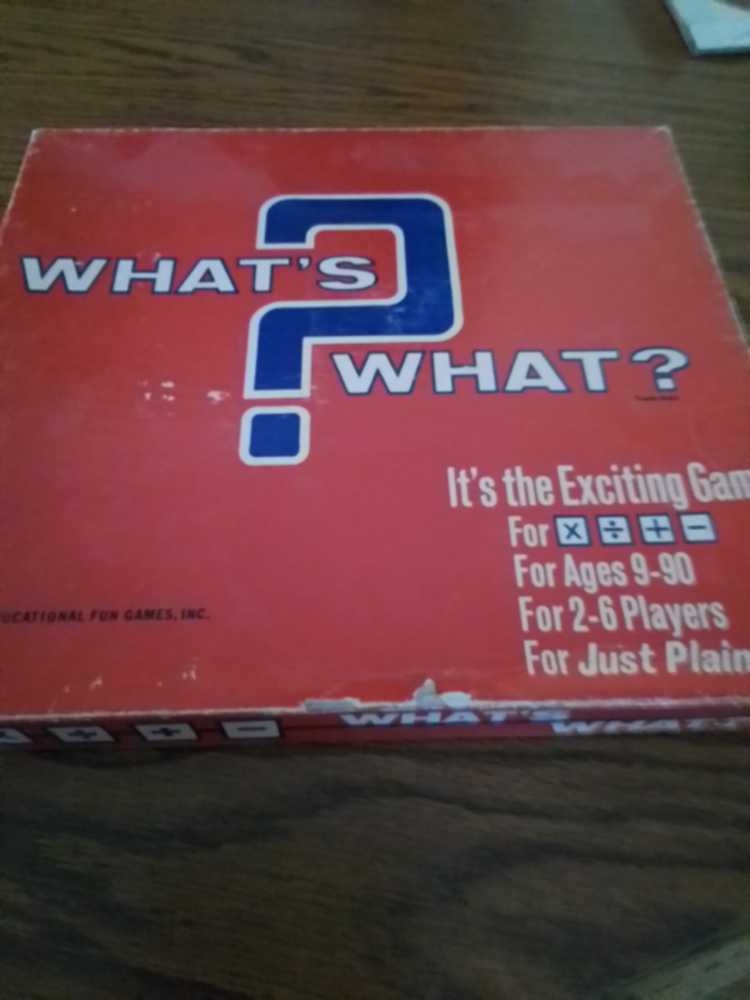 WHAT'S
WHAT?
It's the Exciting Gam
For × ÷ + −
For Ages 9-90
For 2-6 Players
For Just Plain
UCATIONAL FUN GAMES, INC.
÷ + − WHAT'S WHAT?